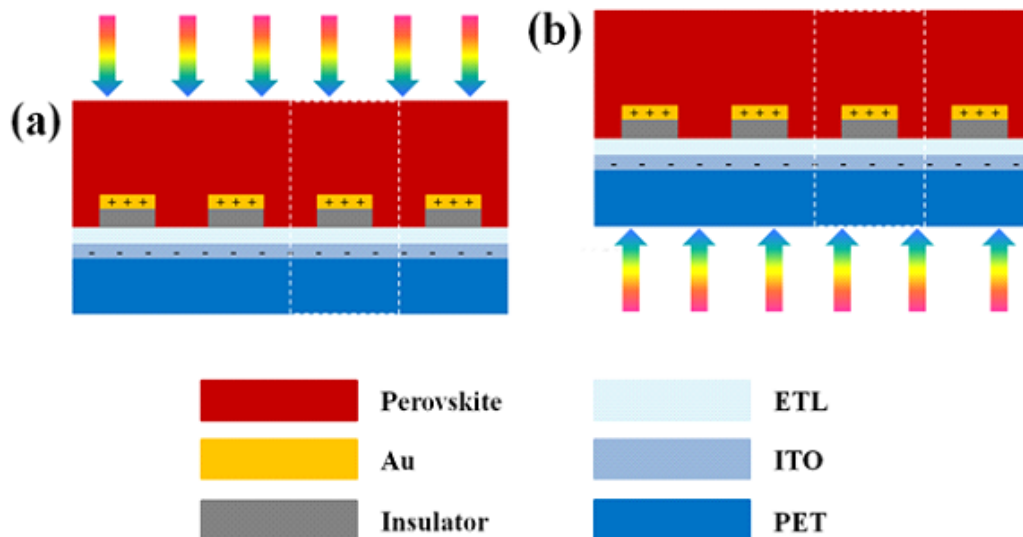 (a)
+ + + + + + + + + + + +
- - - - - - - - - - - - - -
(b)
+ + + + + + + + + + + +
- - - - - - - - - - - - - -
Perovskite
ETL
Au
ITO
Insulator
PET